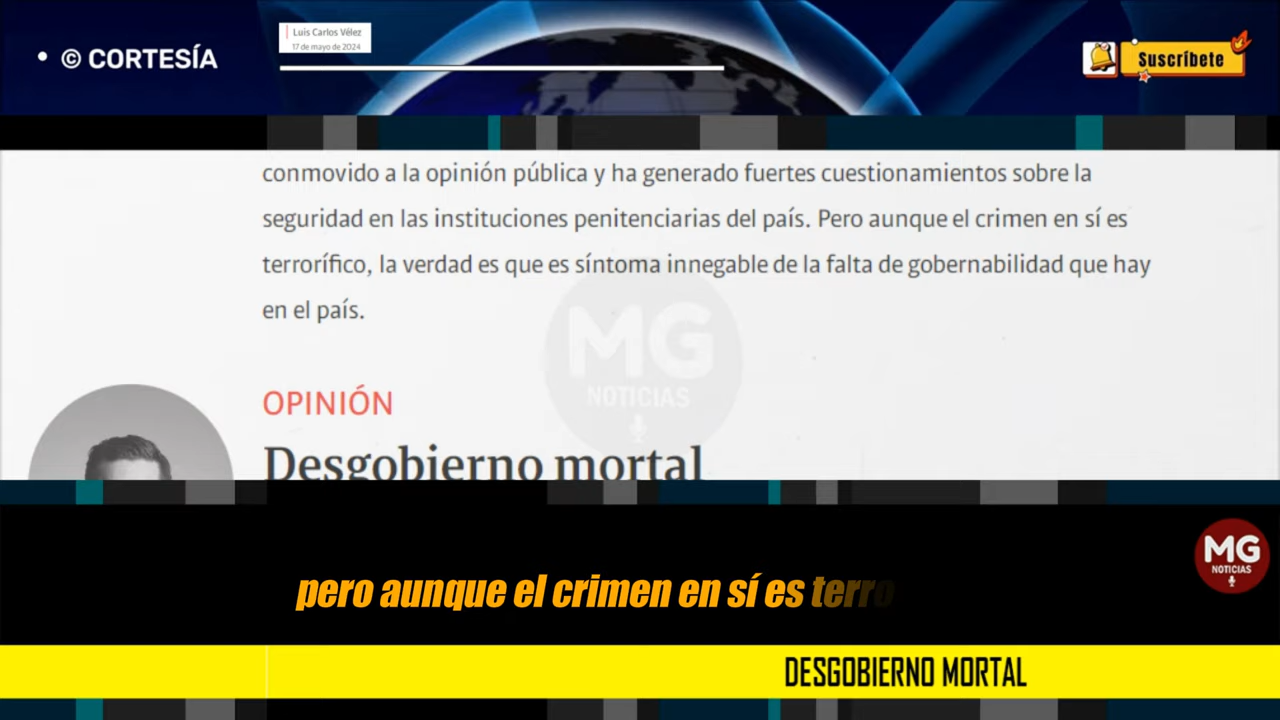 • © CORTESÍA
Luis Carlos Vélez
17 de mayo de 2024
Suscríbete
conmovido a la opinión pública y ha generado fuertes cuestionamientos sobre la
seguridad en las instituciones penitenciarias del país. Pero aunque el crimen en sí es
terrorífico, la verdad es que es síntoma innegable de la falta de gobernabilidad que hay
en el país.
MG
NOTICIAS
OPINIÓN
Desgobierno mortal
MG
NOTICIAS
pero aunque el crimen en sí es terro
DESGOBIERNO MORTAL